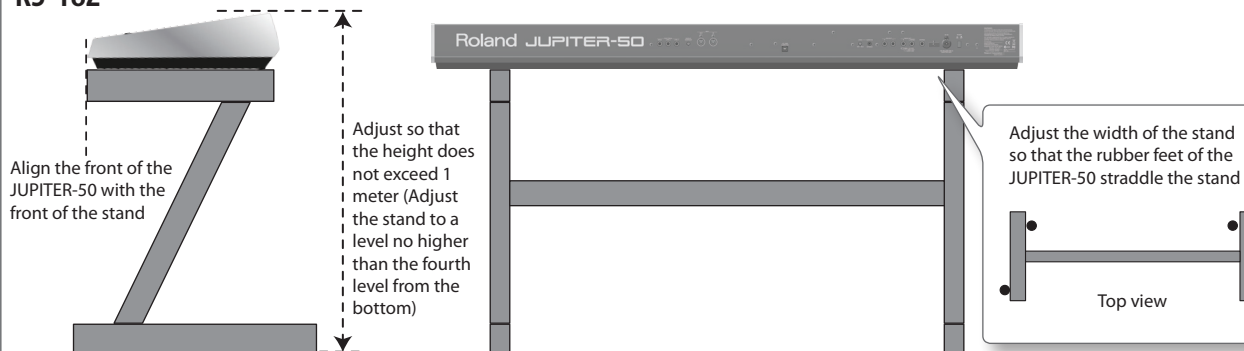 Align the front of the
JUPITER-50 with the
front of the stand
Adjust so that
the height does
not exceed 1
meter (Adjust
the stand to a
level no higher
than the fourth
level from the
bottom)
Roland JUPITER-50
Adjust the width of the stand
so that the rubber feet of the
JUPITER-50 straddle the stand
Top view